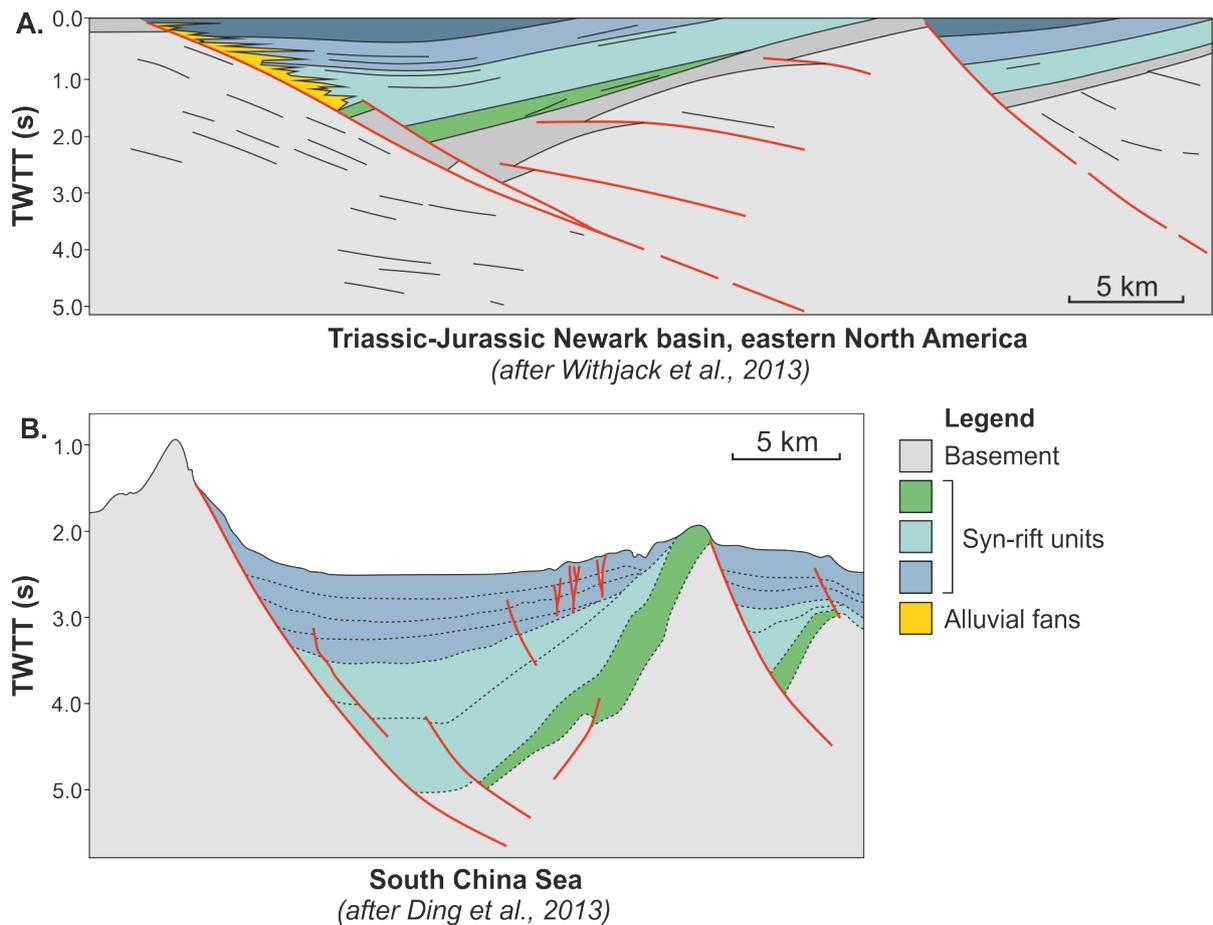 A.
0.0
1.0
2.0
3.0
4.0
5.0
TWTT (s)
5 km
Triassic-Jurassic Newark basin, eastern North America
(after Withjack et al., 2013)
B.
1.0
2.0
3.0
4.0
5.0
TWTT (s)
5 km
Legend
Basement
Syn-rift units
Alluvial fans
South China Sea
(after Ding et al., 2013)